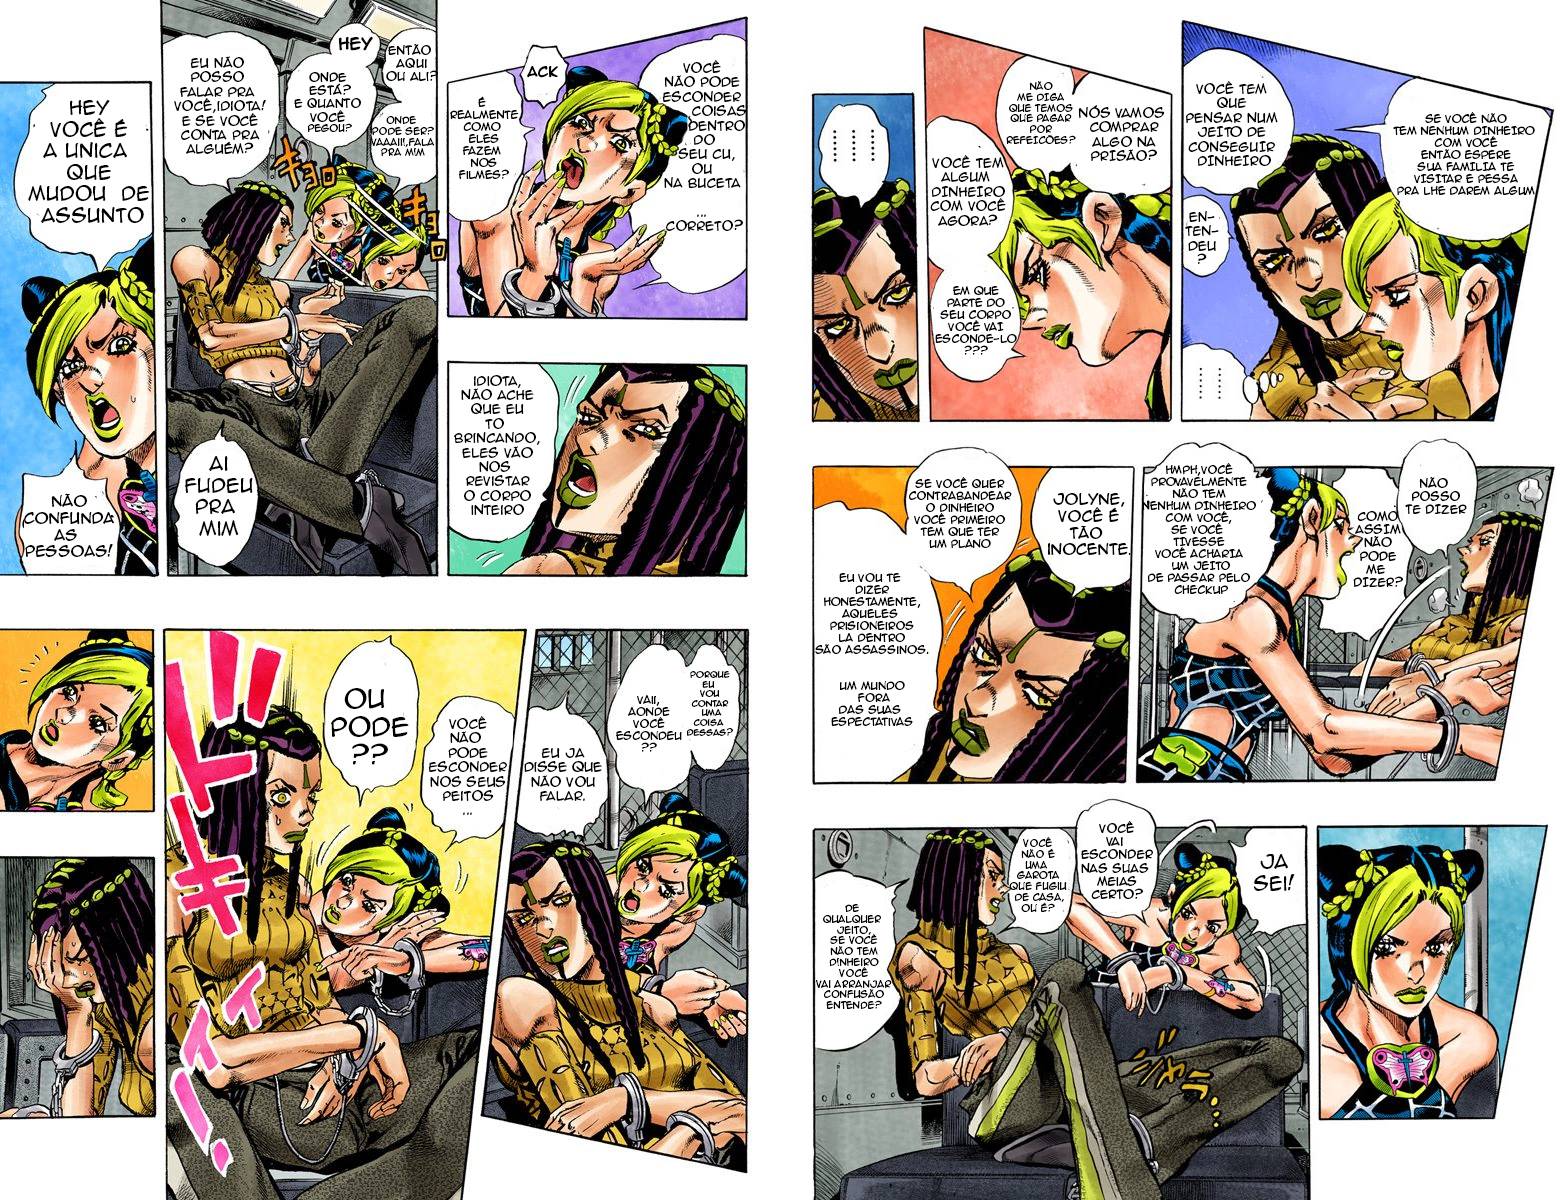 SE VOCÊ NÃO
TEM NENHUM DINHEIRO
COM VOCÊ
ENTÃO ESPERE
SUA FAMÍLIA TE
VISITAR E PESSA
PRA LHE DAREM ALGUM
VOCÊ TEM
QUE
PENSAR NUM
JEITO DE
CONSEGUIR
DINHEIRO
EN-
TEN-
DEU?
......
......
NÓS VAMOS
COMPRAR
ALGO NA
PRISÃO?
NÃO
ME DIGA
QUE TEMOS
QUE PAGAR
POR
REFEICÕES?
VOCÊ TEM
ALGUM
DINHEIRO
COM VOCÊ
AGORA?
EM QUE
PARTE DO
SEU CORPO
VOCÊ VAI
ESCONDE-LO
???
......
......
NÃO
POSSO
TE DIZER
COMO
ASSIM
NÃO
PODE
ME
DIZER?
HMPH,VOCÊ
PROVAVELMENTE
NÃO TEM
NENHUM DINHEIRO
COM VOCÊ,
SE VOCÊ
TIVESSE
VOCÊ ACHARIA
UM JEITO
DE PASSAR PELO
CHECKUP
JOLYNE,
VOCÊ É
TÃO
INOCENTE.
SE VOCÊ QUER
CONTRABANDEAR
O DINHEIRO
VOCÊ PRIMEIRO
TEM QUE TER
UM PLANO
EU VOU TE
DIZER
HONESTAMENTE,
AQUELES
PRISIONEIROS
LA DENTRO
SÃO ASSASSINOS.
UM MUNDO
FORA
DAS SUAS
ESPECTATIVAS
JA
SEI!
VOCÊ
VAI
ESCONDER
NAS SUAS
MEIAS
CERTO?
VOCÊ
NÃO É
UMA
GAROTA
QUE FUGIU
DE CASA,
OU É?
DE
QUALQUER
JEITO,
SE VOCÊ
NÃO TEM
DINHEIRO
VOCÊ
VAI ARRANJAR
CONFUSÃO
ENTENDE?
VOCÊ
NÃO PODE
ESCONDER
COISAS
DENTRO
DO
SEU CU,
OU
NA BUCETA
...
CORRETO?
ACK
É
REALMENTE
COMO
ELES
FAZEM
NOS
FILMES?
IDIOTA,
NÃO ACHE
QUE EU
TO
BRINCANDO,
ELES VÃO
NOS
REVISTAR
O CORPO
INTEIRO
ENTÃO
AQUI
OU ALI?
HEY
ONDE
ESTÁ?
E QUANTO
VOCÊ
PEGOU?
ONDE
PODE SER?
VAAAII!,FALA
PRA MIM
ギョロ
ギョロ
EU NÃO
POSSO
FALAR PRA
VOCÊ,IDIOTA!
E SE VOCÊ
CONTA PRA
ALGUÉM?
AI
FUDEU
PRA
MIM
HEY
VOCÊ É
A UNICA
QUE
MUDOU DE
ASSUNTO
NÃO
CONFUNDA
AS
PESSOAS!
PORQUE
EU
VOU
CONTAR
UMA
COISA
DESSAS?
VAII,
AONDE
VOCÊ
ESCONDEU
??
EU JA
DISSE QUE
NÃO VOU
FALAR.
VOCÊ
NÃO
PODE
ESCONDER
NOS SEUS
PEITOS
...
OU
PODE
??
ドキィィィ!